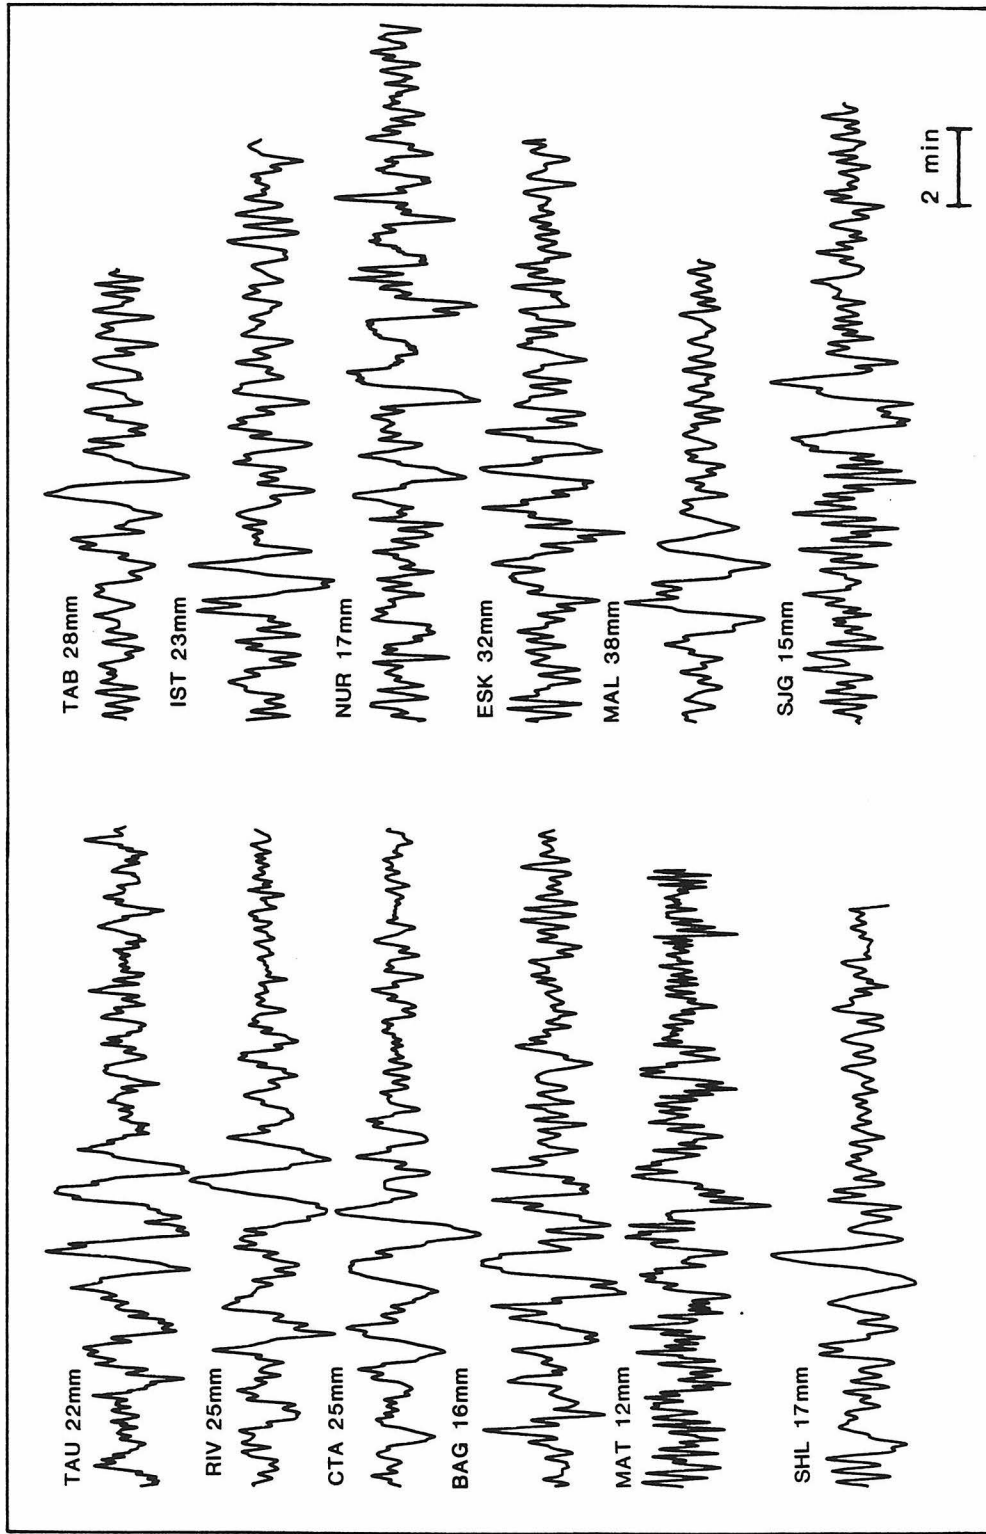 TAU 22mm
RIV 25mm
CTA 25mm
BAG 16mm
MAT 12mm
SHL 17mm
TAB 28mm
IST 23mm
NUR 17mm
ESK 32mm
MAL 38mm
SJG 15mm
2 min